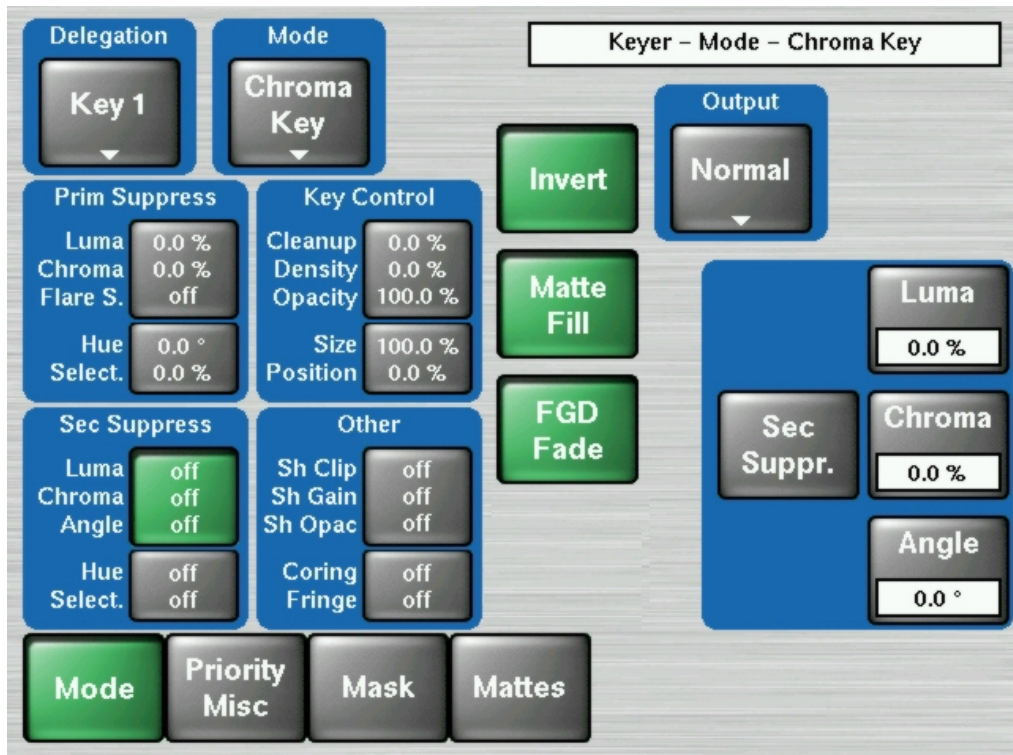 Delegation
Key 1
Mode
Chroma
Key
Keyer – Mode – Chroma Key
Output
Normal
Invert
Matte
Fill
FGD
Fade
Prim Suppress
Luma 0.0 %
Chroma 0.0 %
Flare S. off
Hue 0.0 °
Select. 0.0 %
Key Control
Cleanup 0.0 %
Density 0.0 %
Opacity 100.0 %
Size 100.0 %
Position 0.0 %
Sec Suppress
Luma off
Chroma off
Angle off
Hue off
Select. off
Other
Sh Clip off
Sh Gain off
Sh Opac off
Coring off
Fringe off
Sec
Suppr.
Luma
0.0 %
Chroma
0.0 %
Angle
0.0 °
Mode
Priority
Misc
Mask
Mattes